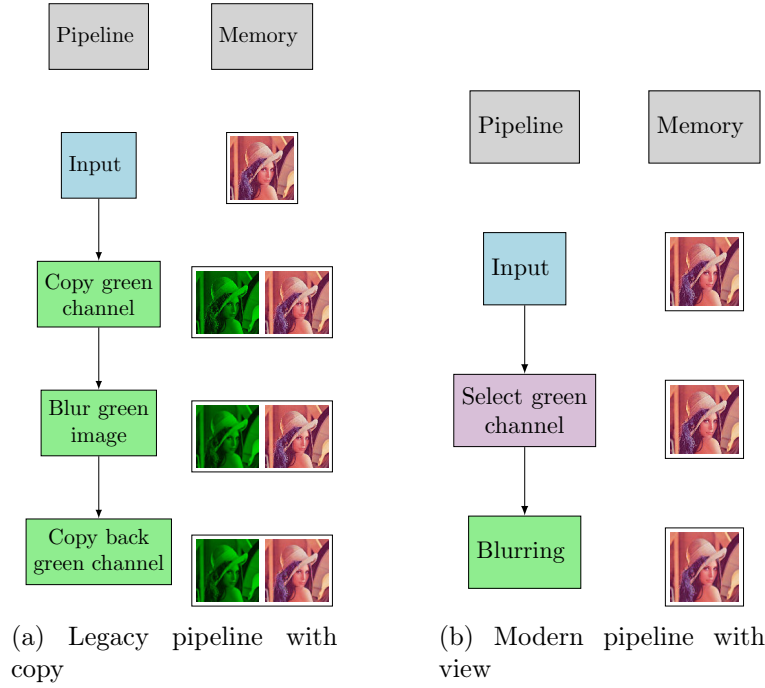 Pipeline
Memory
Input
Copy green
channel
Blur green
image
Copy back
green channel
(a) Legacy pipeline with
copy
Pipeline
Memory
Input
Select green
channel
Blurring
(b) Modern pipeline with
view